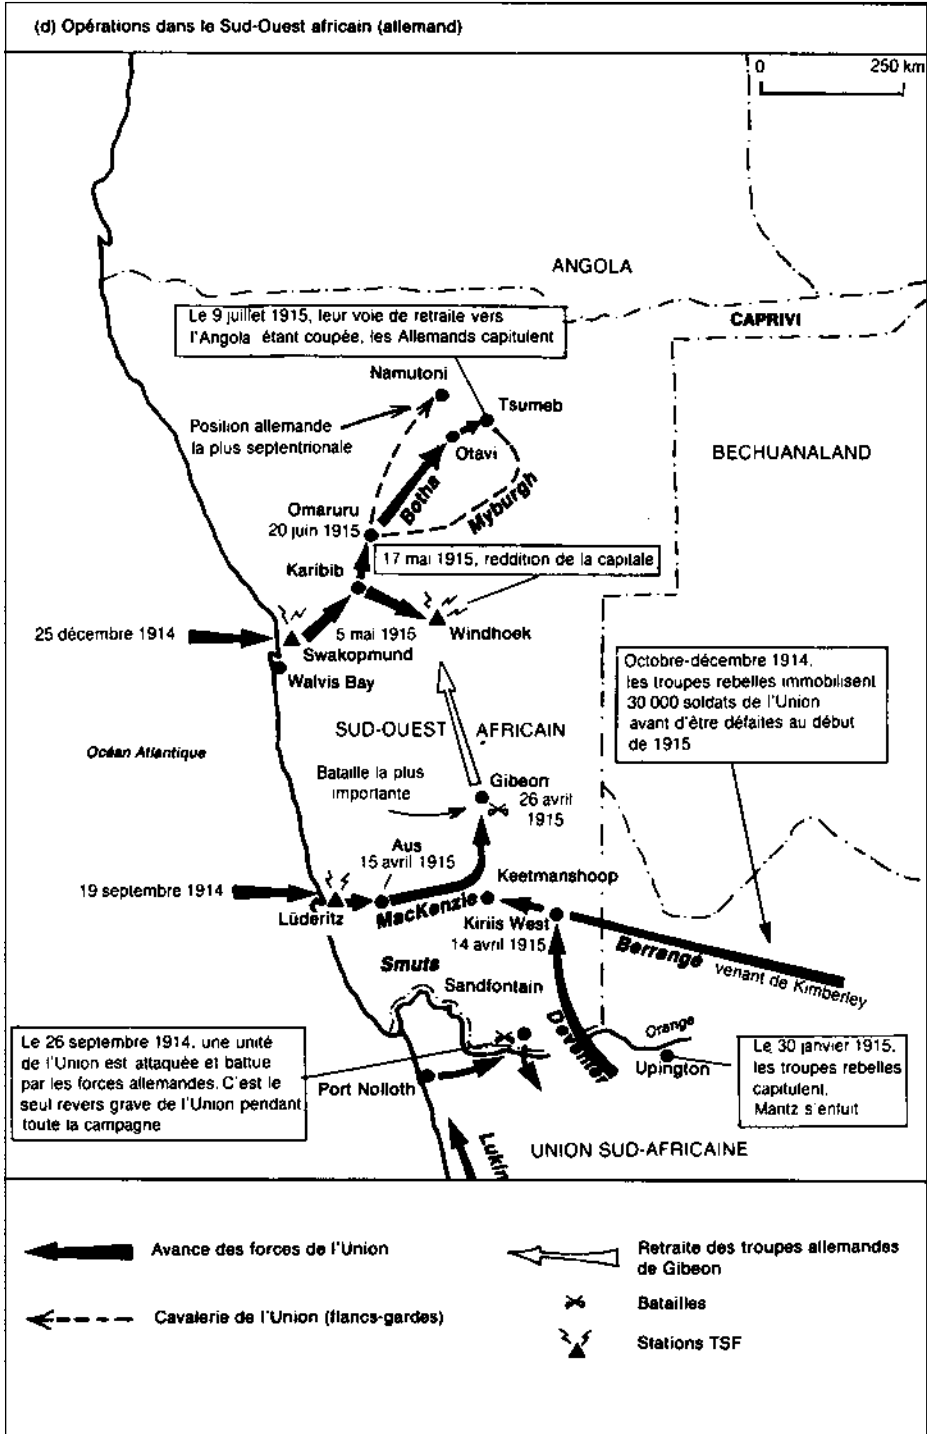 (d) Opérations dans le Sud-Ouest africain (allemand)
0 250 km
ANGOLA
CAPRIVI
Le 9 juillet 1915, leur voie de retraite vers
l'Angola étant coupée, les Allemands capitulent
Namutoni
Tsumeb
Position allemande
la plus septentrionale
Otavi
BECHUANALAND
Botha
Myburgh
Omaruru
20 juin 1915
17 mai 1915, reddition de la capitale
Karibib
25 décembre 1914
5 mai 1915
Windhoek
Swakopmund
Walvis Bay
Octobre-décembre 1914,
les troupes rebelles immobilisent
30 000 soldats de l'Union
avant d'être défaites au début
de 1915
SUD-OUEST AFRICAIN
Océan Atlantique
Bataille la plus
importante
Gibeon
26 avril
1915
Aus
15 avril 1915
Keetmanshoop
19 septembre 1914
Lüderitz
MacKenzie
Kiriis West
14 avril 1915
Berrangé
venant de Kimberley
Smuts
Sandfontain
Deventer
Orange
Le 26 septembre 1914, une unité
de l'Union est attaquée et battue
par les forces allemandes. C'est le
seul revers grave de l'Union pendant
toute la campagne
Port Nolloth
Upington
Le 30 janvier 1915,
les troupes rebelles
capitulent,
Mantz s'enfuit
Lukin
UNION SUD-AFRICAINE
Avance des forces de l'Union
Retraite des troupes allemandes
de Gibeon
Cavalerie de l'Union (flancs-gardes)
Batailles
Stations TSF